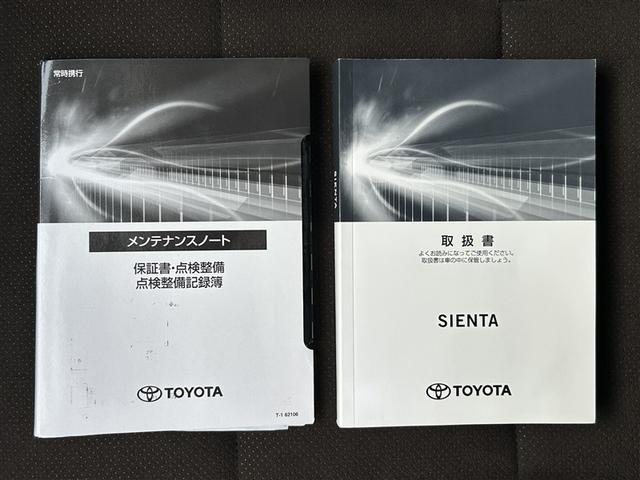 常時携行
メンテナンスノート
保証書・点検整備
点検整備記録簿
TOYOTA
T-1 62106
SIENTA
取扱書
よくお読みになってご使用ください。
取扱書は車の中に保管しましょう。
SIENTA
TOYOTA